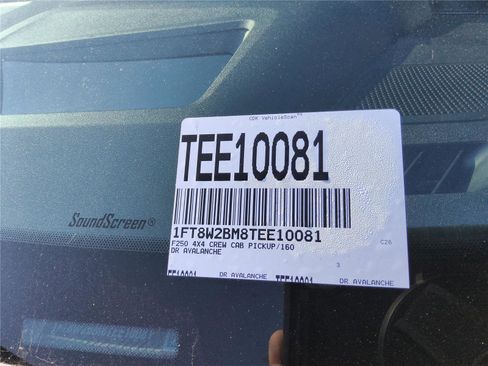 CDK VehicleScan™
TEE10081
1FT8W2BM8TEE10081
F250 4X4 CREW CAB PICKUP/160
C26
DR AVALANCHE
3
TEE10081 DR AVALANCHE TEE10081 DR AVALANCHE
SoundScreen®